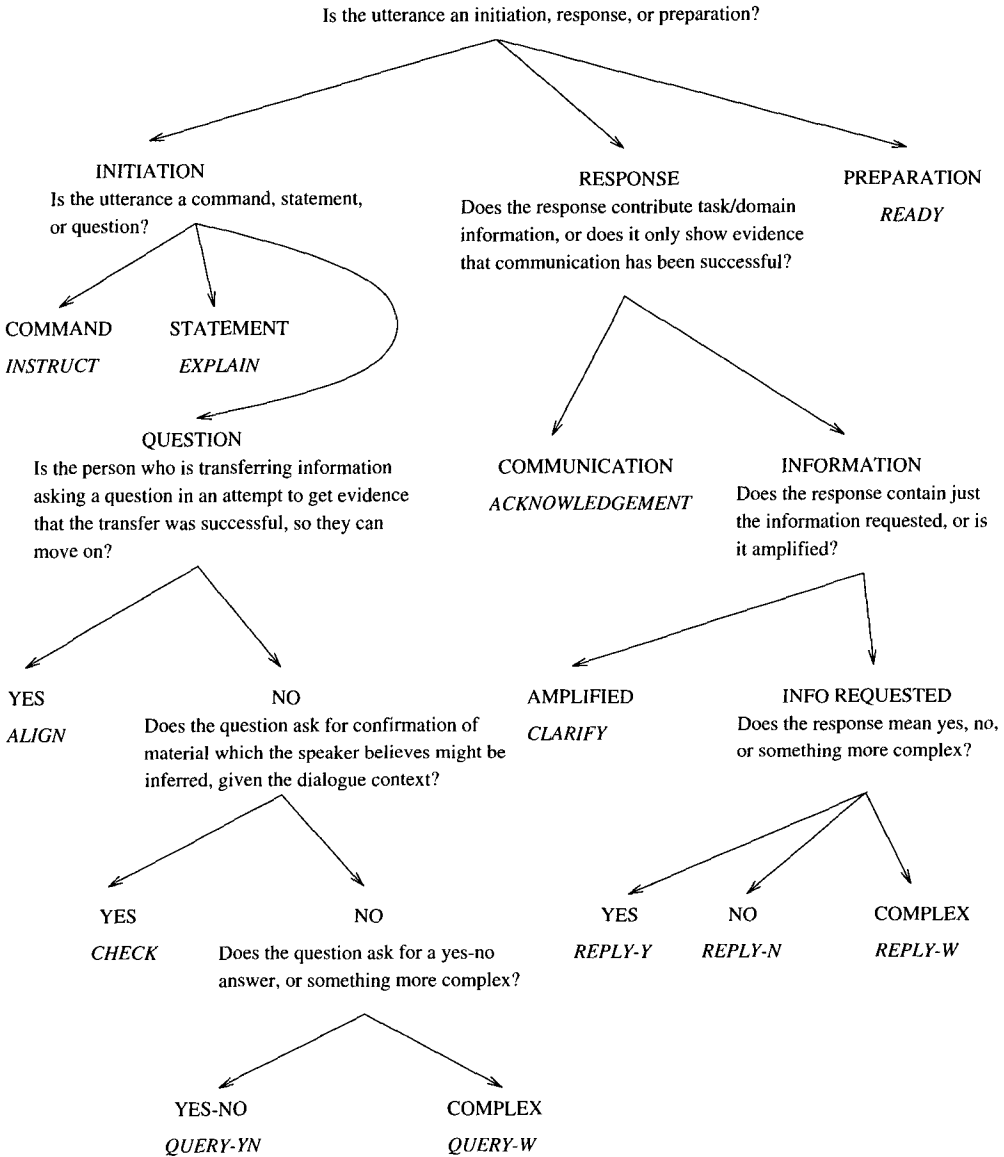 Is the utterance an initiation, response, or preparation?
INITIATION
Is the utterance a command, statement,
or question?
RESPONSE
Does the response contribute task/domain
information, or does it only show evidence
that communication has been successful?
PREPARATION
READY
COMMAND
INSTRUCT
STATEMENT
EXPLAIN
QUESTION
Is the person who is transferring information
asking a question in an attempt to get evidence
that the transfer was successful, so they can
move on?
COMMUNICATION
ACKNOWLEDGEMENT
INFORMATION
Does the response contain just
the information requested, or is
it amplified?
YES
ALIGN
NO
Does the question ask for confirmation of
material which the speaker believes might be
inferred, given the dialogue context?
AMPLIFIED
CLARIFY
INFO REQUESTED
Does the response mean yes, no,
or something more complex?
YES
CHECK
NO
Does the question ask for a yes-no
answer, or something more complex?
YES
REPLY-Y
NO
REPLY-N
COMPLEX
REPLY-W
YES-NO
QUERY-YN
COMPLEX
QUERY-W